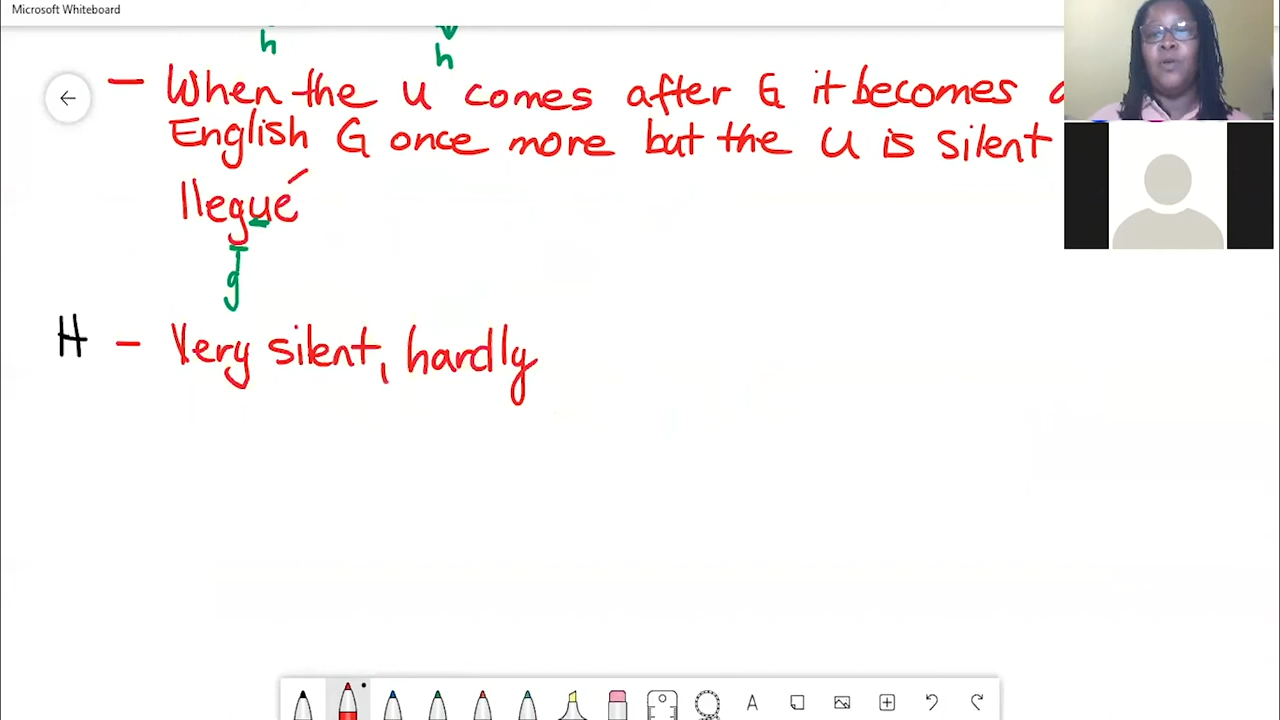 Microsoft Whiteboard
h
h
- When the u comes after G it becomes
English G once more but the U is silent
llegué
g
H - Very silent, hardly
A